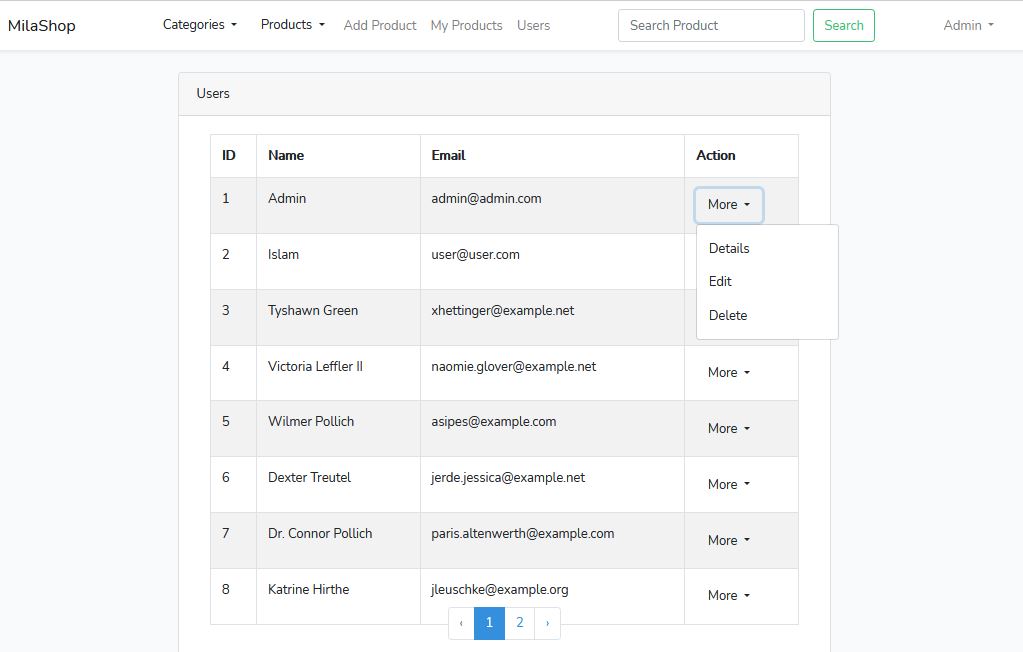 MilaShop Categories Products Add Product My Products Users Search Product Search Admin
Users
ID Name Email Action
1 Admin admin@admin.com More
Details
Edit
Delete
2 Islam user@user.com
3 Tyshawn Green xhettinger@example.net
4 Victoria Leffler II naomie.glover@example.net More
5 Wilmer Pollich asipes@example.com More
6 Dexter Treutel jerde.jessica@example.net More
7 Dr. Connor Pollich paris.altenwerth@example.com More
8 Katrine Hirthe jleuschke@example.org More
‹ 1 2 ›